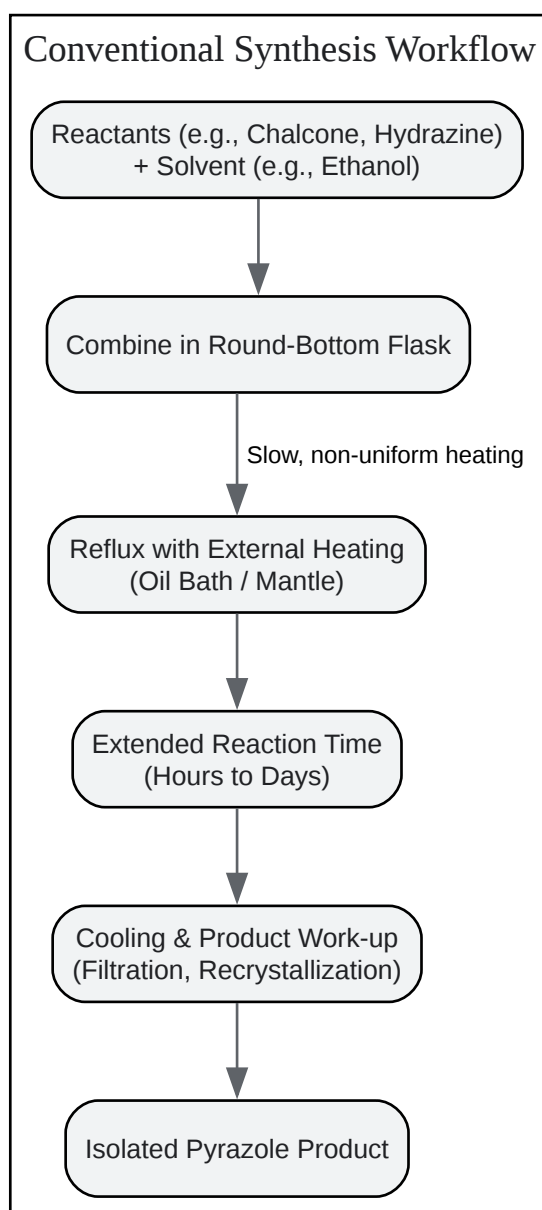 Conventional Synthesis Workflow
Reactants (e.g., Chalcone, Hydrazine)
+ Solvent (e.g., Ethanol)
Combine in Round-Bottom Flask
Slow, non-uniform heating
Reflux with External Heating
(Oil Bath / Mantle)
Extended Reaction Time
(Hours to Days)
Cooling & Product Work-up
(Filtration, Recrystallization)
Isolated Pyrazole Product